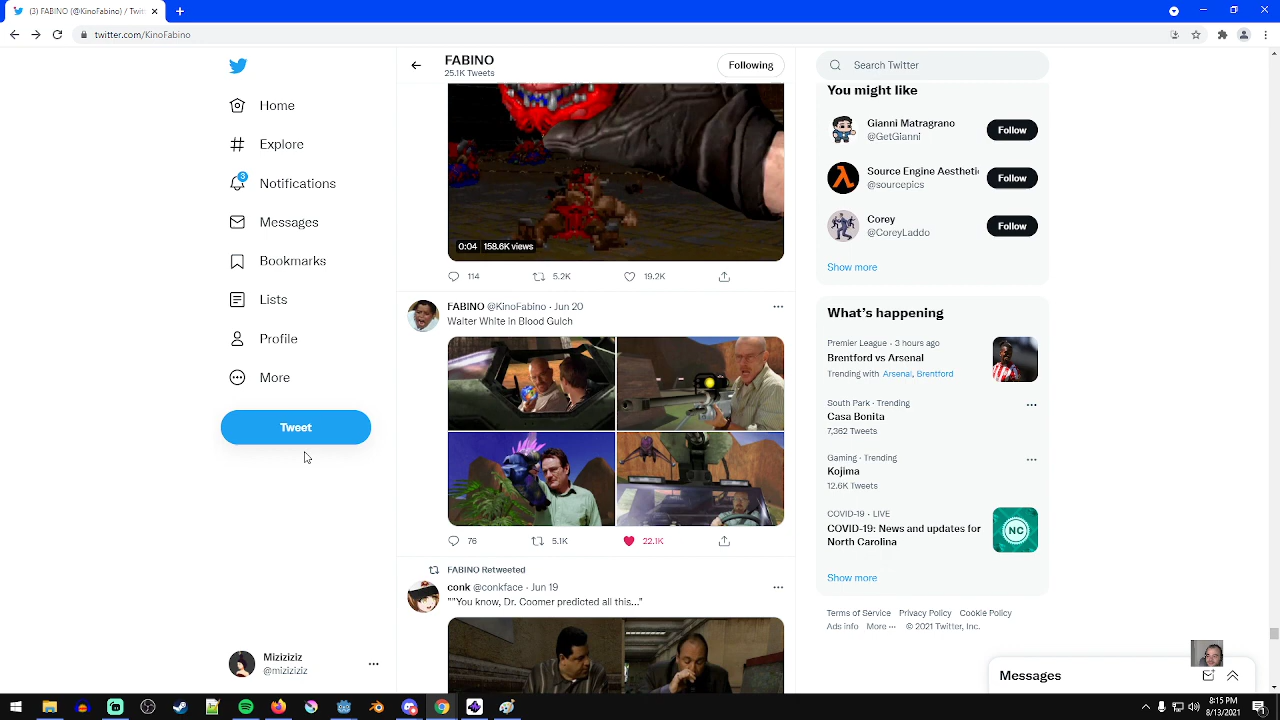 (3) FABINO (@KinoFabino) / Twit
twitter.com/KinoFabino
Home
Explore
3
Notifications
Messages
Bookmarks
Lists
Profile
More
Tweet
Miziziziz
@miziziziz
FABINO
25.1K Tweets
Following
0:04 158.6K views
114 5.2K 19.2K
FABINO @KinoFabino · Jun 20
Walter White in Blood Gulch
76 5.1K 22.1K
FABINO Retweeted
conk @conkface · Jun 19
""You know, Dr. Coomer predicted all this..."
Search Twitter
You might like
Gianni Matragrano
@GetGianni
Follow
Source Engine Aesthetic
@sourcepics
Follow
Corey
@CoreyLaddo
Follow
Show more
What's happening
Premier League · 3 hours ago
Brentford vs Arsenal
Trending with Arsenal, Brentford
South Park · Trending
Casa Bonita
7,362 Tweets
Gaming · Trending
Kojima
12.6K Tweets
COVID-19 · LIVE
COVID-19: News and updates for
North Carolina
NC
Show more
Terms of Service Privacy Policy Cookie Policy
Ads info More ··· © 2021 Twitter, Inc.
Messages
8:15 PM
8/13/2021